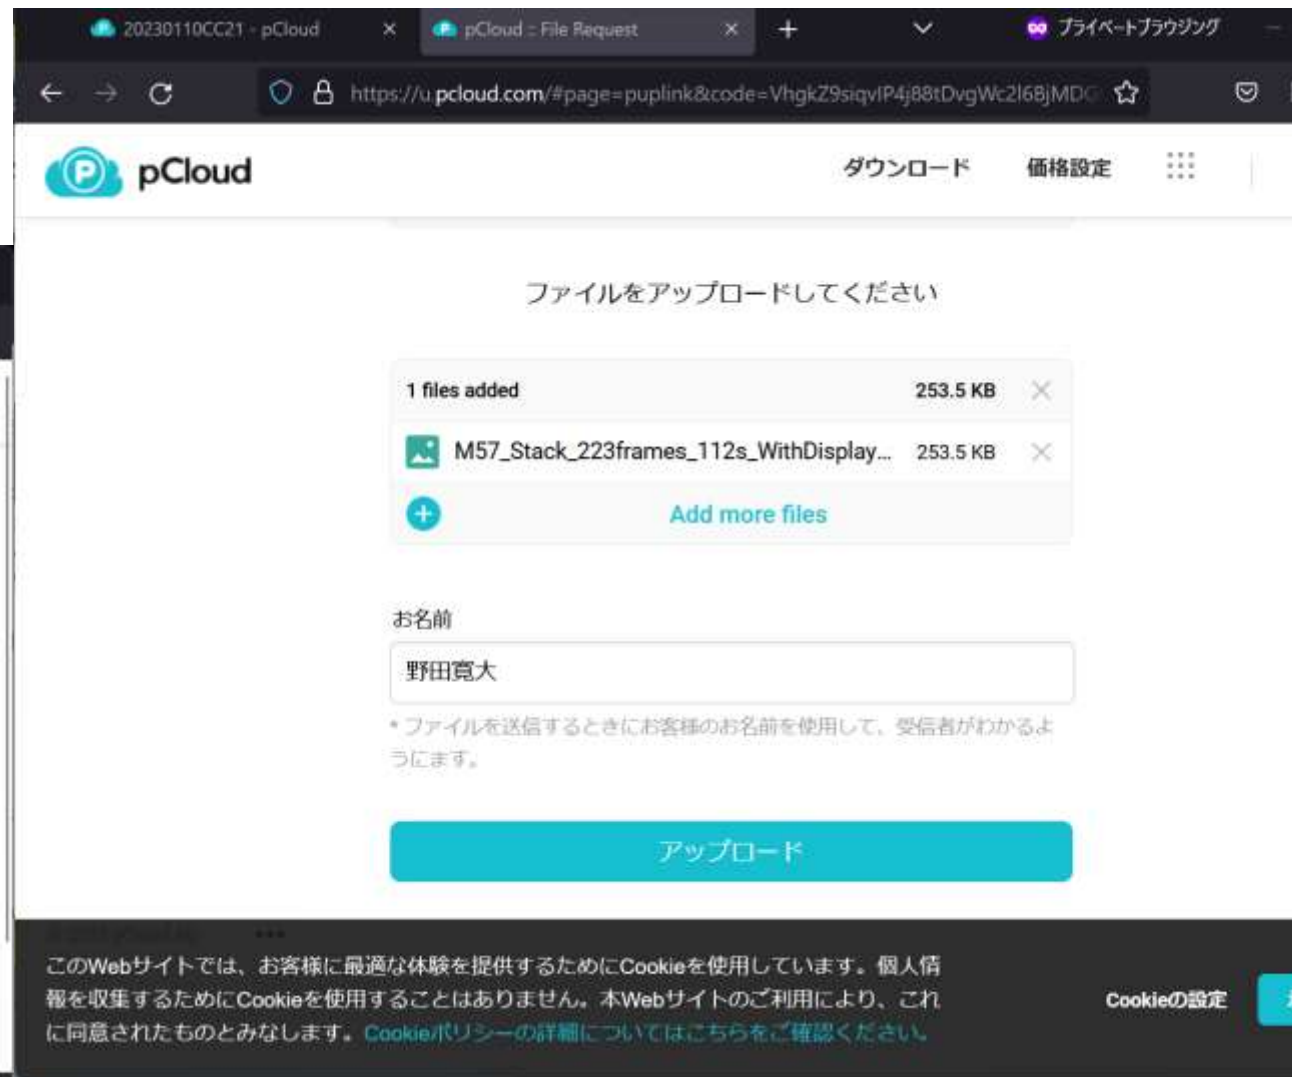 20230110CC21 - pCloud
pCloud :: File Request
プライベートブラウジング
https://u.pcloud.com/#page=puplink&code=VhgkZ9siqvIP4j88tDvgWc2l6BjMDG
pCloud
ダウンロード
価格設定
ファイルをアップロードしてください
1 files added
253.5 KB
M57_Stack_223frames_112s_WithDisplay...
253.5 KB
Add more files
お名前
野田寛大
* ファイルを送信するときにお客様のお名前を使用して、受信者がわかるよ
うにます。
アップロード
このWebサイトでは、お客様に最適な体験を提供するためにCookieを使用しています。個人情
報を収集するためにCookieを使用することはありません。本Webサイトのご利用により、これ
に同意されたものとみなします。Cookieポリシーの詳細についてはこちらをご確認ください。
Cookieの設定